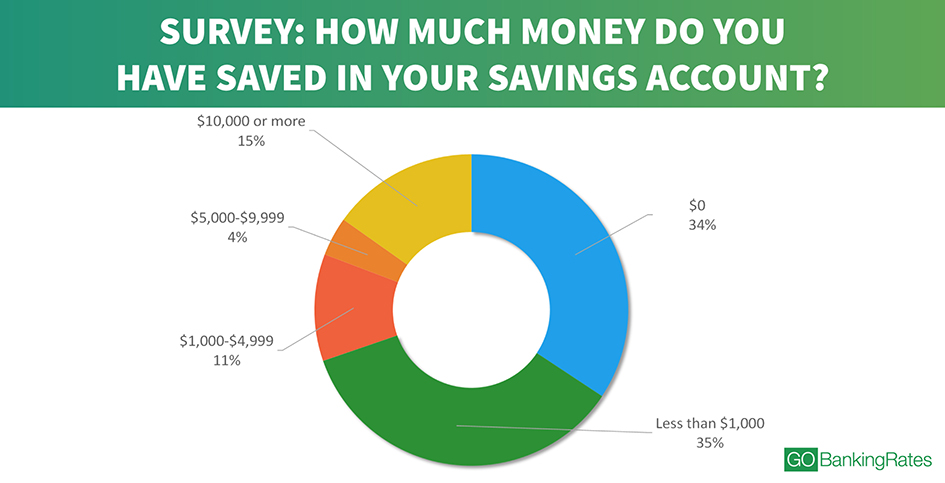 SURVEY: HOW MUCH MONEY DO YOU
HAVE SAVED IN YOUR SAVINGS ACCOUNT?
$10,000 or more
15%
$0
34%
$5,000-$9,999
4%
$1,000-$4,999
11%
Less than $1,000
35%
GOBankingRates